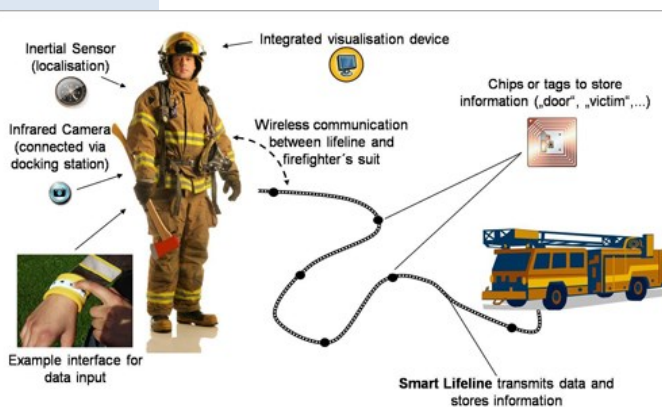 Inertial Sensor
(localisation)
Integrated visualisation device
Chips or tags to store
information („door“, „victim“,...)
Infrared Camera
(connected via
docking station)
Wireless communication
between lifeline and
firefighter´s suit
Example interface for
data input
Smart Lifeline transmits data and
stores information